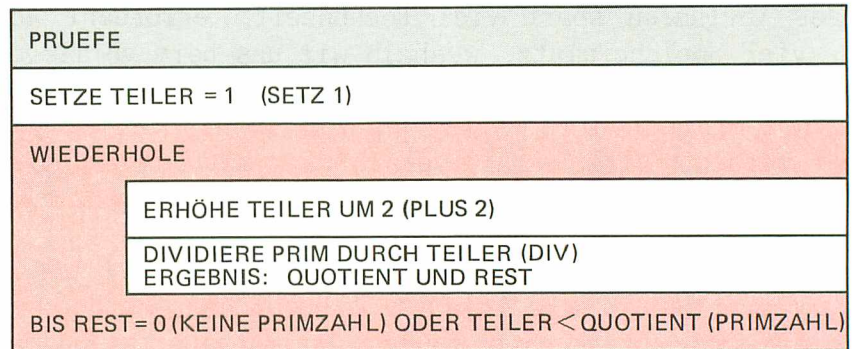 PRUEFE
SETZE TEILER = 1 (SETZ 1)
WIEDERHOLE
ERHÖHE TEILER UM 2 (PLUS 2)
DIVIDIERE PRIM DURCH TEILER (DIV)
ERGEBNIS: QUOTIENT UND REST
BIS REST= 0 (KEINE PRIMZAHL) ODER TEILER < QUOTIENT (PRIMZAHL)